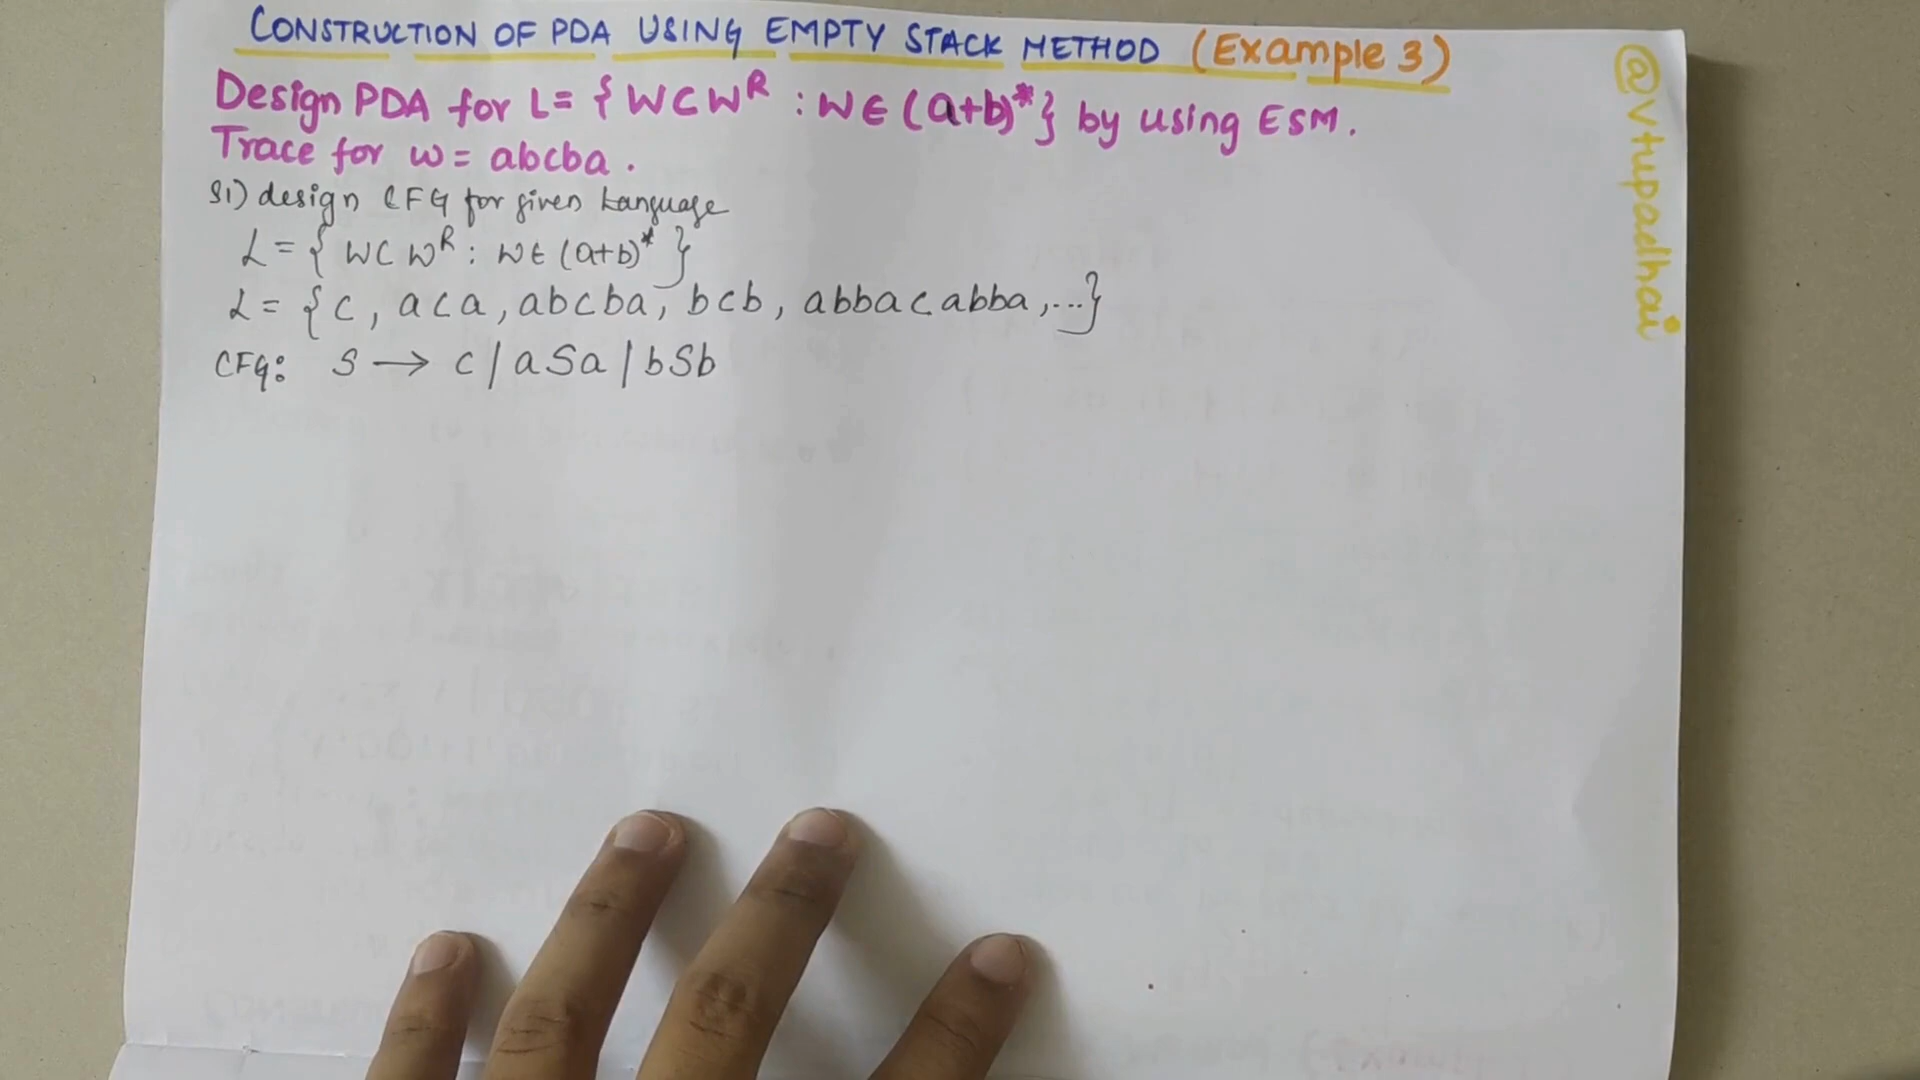 CONSTRUCTION OF PDA USING EMPTY STACK METHOD (Example 3)
Design PDA for L= {WCW^R : W∈(a+b)^*} by using ESM.
Trace for w= abcba.
S1) design CFG for given Language
L = { WCW^R : W∈(a+b)^* }
L = {c, aca, abcba, bcb, abbacabba,...}
CFG: S → c | aSa | bSb
@vtupadhai